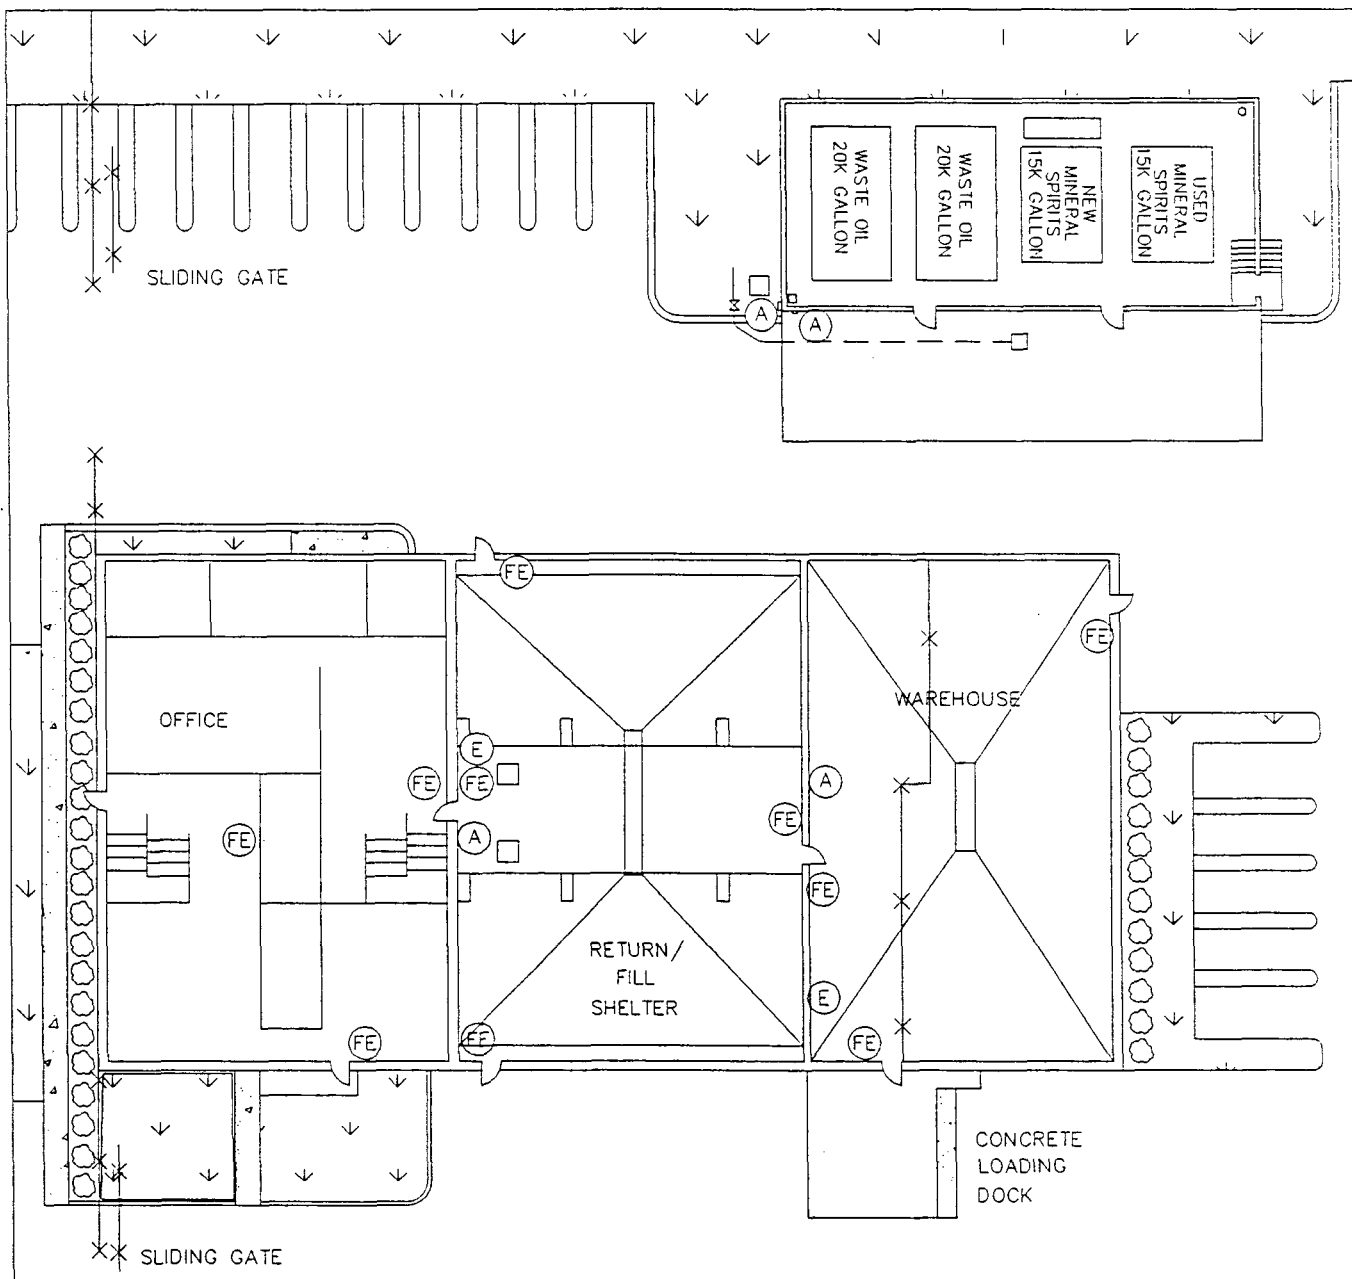 WASTE OIL
20K GALLON
WASTE OIL
20K GALLON
NEW
MINERAL
SPIRITS
15K GALLON
USED
MINERAL
SPIRITS
15K GALLON
SLIDING GATE
A
A
FE
FE
WAREHOUSE
OFFICE
E
FE
FE
A
A
FE
FE
FE
RETURN/
FILL
SHELTER
E
FE
FE
FE
CONCRETE
LOADING
DOCK
SLIDING GATE